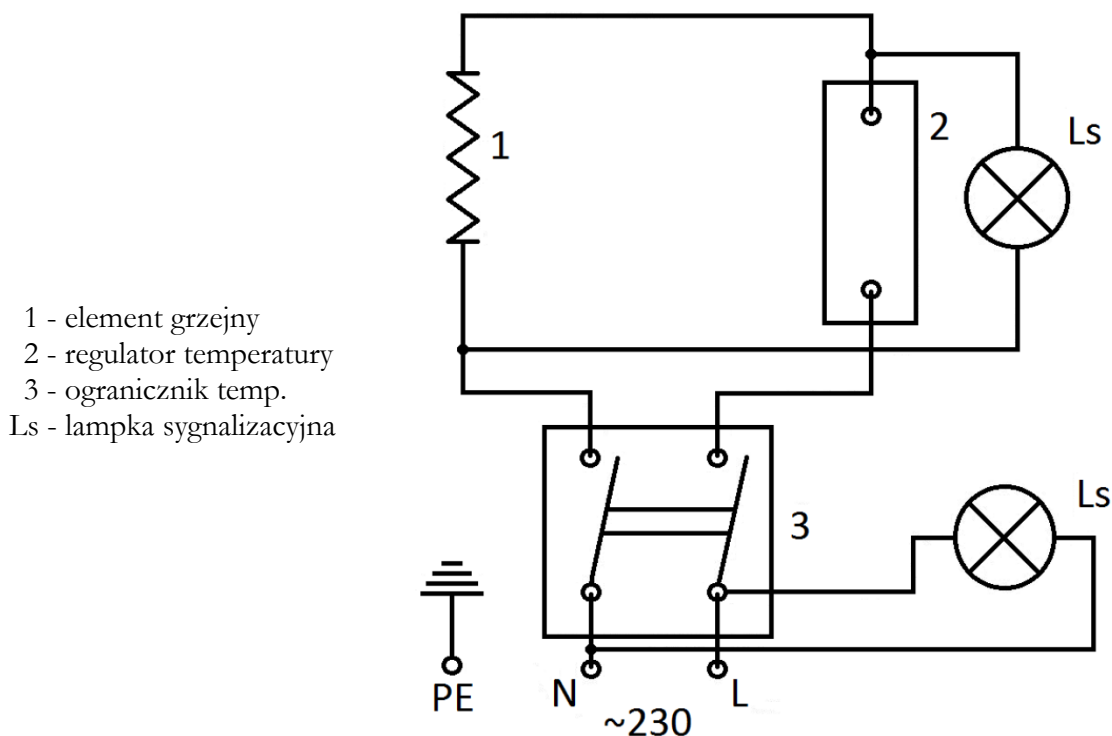 1 - element grzejny
2 - regulator temperatury
3 - ogranicznik temp.
Ls - lampka sygnalizacyjna
1
2
Ls
3
Ls
PE
N
L
~230